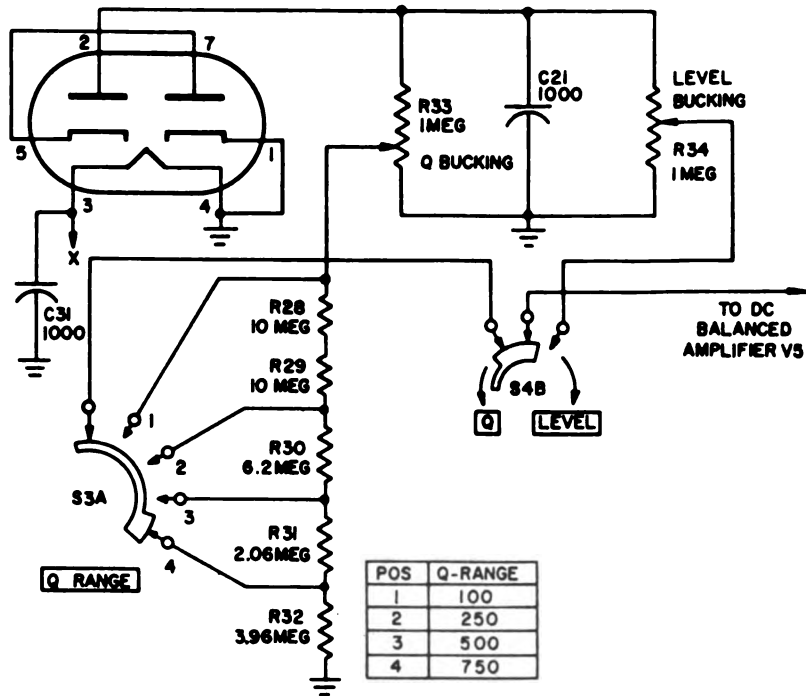 2
7
5
1
3
4
X
C31
1000
R33
1MEG
Q BUCKING
C21
1000
LEVEL
BUCKING
R34
1 MEG
R28
10 MEG
R29
10 MEG
R30
6.2 MEG
R31
2.06 MEG
R32
3.96 MEG
1
2
3
4
S3A
Q RANGE
S4B
Q
LEVEL
TO DC
BALANCED
AMPLIFIER V5
POS Q-RANGE
1 100
2 250
3 500
4 750